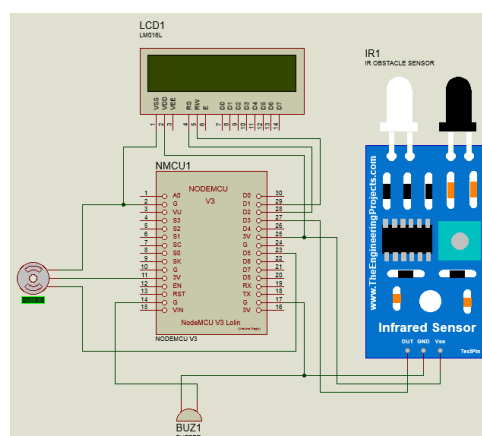 LCD1
LM016L
VSS VDD VEE RS RW E D0 D1 D2 D3 D4 D5 D6 D7
1 2 3 4 5 6 7 8 9 10 11 12 13 14
IR1
IR OBSTACLE SENSOR
NMCU1
NODEMCU
V3
1 A0 D0 30
2 G D1 29
3 VU D2 28
4 S3 D3 27
5 S2 D4 26
6 S1 3V 25
7 SC G 24
8 S0 D5 23
9 SK D6 22
10 G D7 21
11 3V D8 20
12 EN RX 19
13 RST TX 18
14 G G 17
15 VIN 3V 16
NodeMCU V3 Lolin
NODEMCU V3
www.TheEngineeringProjects.com
Infrared Sensor
OUT GND Vcc
TestPin
BUZ1